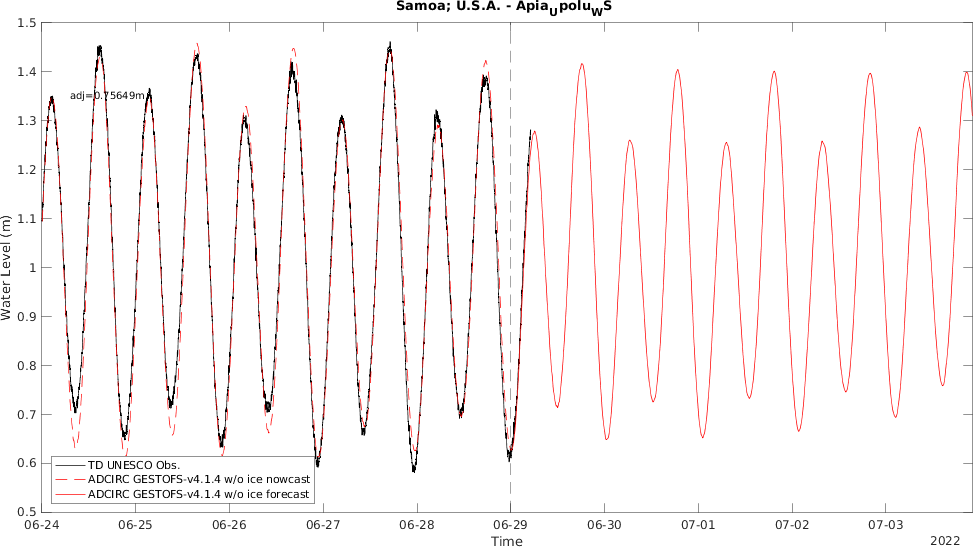 Samoa; U.S.A. - ApiaUpoluWS
1.5
1.4
1.3
1.2
1.1
1
0.9
0.8
0.7
0.6
0.5
Water Level (m)
adj=0.75649m
TD UNESCO Obs.
ADCIRC GESTOFS-v4.1.4 w/o ice nowcast
ADCIRC GESTOFS-v4.1.4 w/o ice forecast
06-24 06-25 06-26 06-27 06-28 06-29 06-30 07-01 07-02 07-03
Time
2022